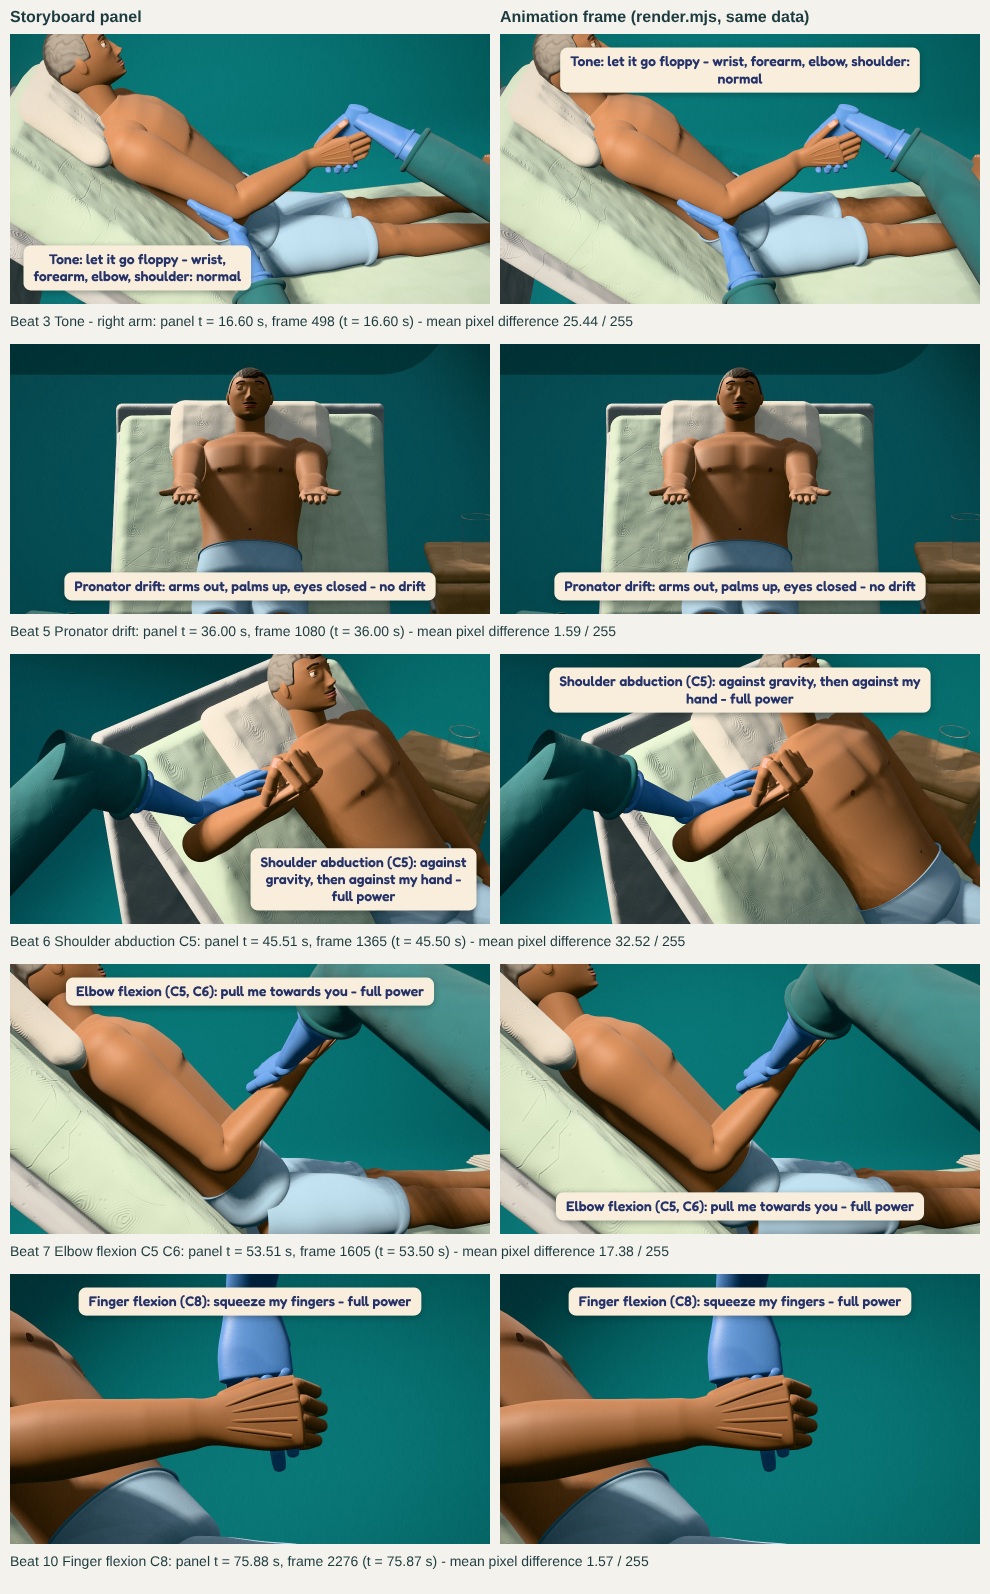 Storyboard panel
Animation frame (render.mjs, same data)
Tone: let it go floppy - wrist,
forearm, elbow, shoulder: normal
Tone: let it go floppy - wrist, forearm, elbow, shoulder:
normal
Beat 3 Tone - right arm: panel t = 16.60 s, frame 498 (t = 16.60 s) - mean pixel difference 25.44 / 255
Pronator drift: arms out, palms up, eyes closed - no drift
Pronator drift: arms out, palms up, eyes closed - no drift
Beat 5 Pronator drift: panel t = 36.00 s, frame 1080 (t = 36.00 s) - mean pixel difference 1.59 / 255
Shoulder abduction (C5): against
gravity, then against my hand -
full power
Shoulder abduction (C5): against gravity, then against my
hand - full power
Beat 6 Shoulder abduction C5: panel t = 45.51 s, frame 1365 (t = 45.50 s) - mean pixel difference 32.52 / 255
Elbow flexion (C5, C6): pull me towards you - full power
Elbow flexion (C5, C6): pull me towards you - full power
Beat 7 Elbow flexion C5 C6: panel t = 53.51 s, frame 1605 (t = 53.50 s) - mean pixel difference 17.38 / 255
Finger flexion (C8): squeeze my fingers - full power
Finger flexion (C8): squeeze my fingers - full power
Beat 10 Finger flexion C8: panel t = 75.88 s, frame 2276 (t = 75.87 s) - mean pixel difference 1.57 / 255